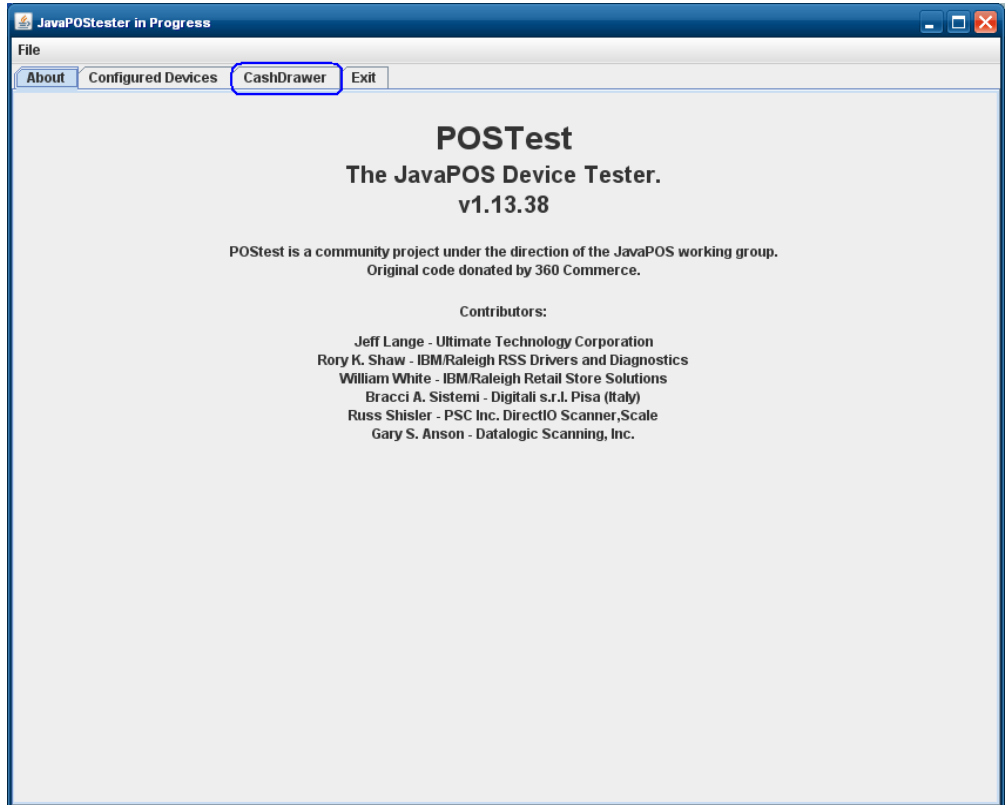 JavaPOStester in Progress
File
About Configured Devices CashDrawer Exit
POSTest
The JavaPOS Device Tester.
v1.13.38
POStest is a community project under the direction of the JavaPOS working group.
Original code donated by 360 Commerce.
Contributors:
Jeff Lange - Ultimate Technology Corporation
Rory K. Shaw - IBM/Raleigh RSS Drivers and Diagnostics
William White - IBM/Raleigh Retail Store Solutions
Bracci A. Sistemi - Digitali s.r.l. Pisa (Italy)
Russ Shisler - PSC Inc. DirectIO Scanner,Scale
Gary S. Anson - Datalogic Scanning, Inc.